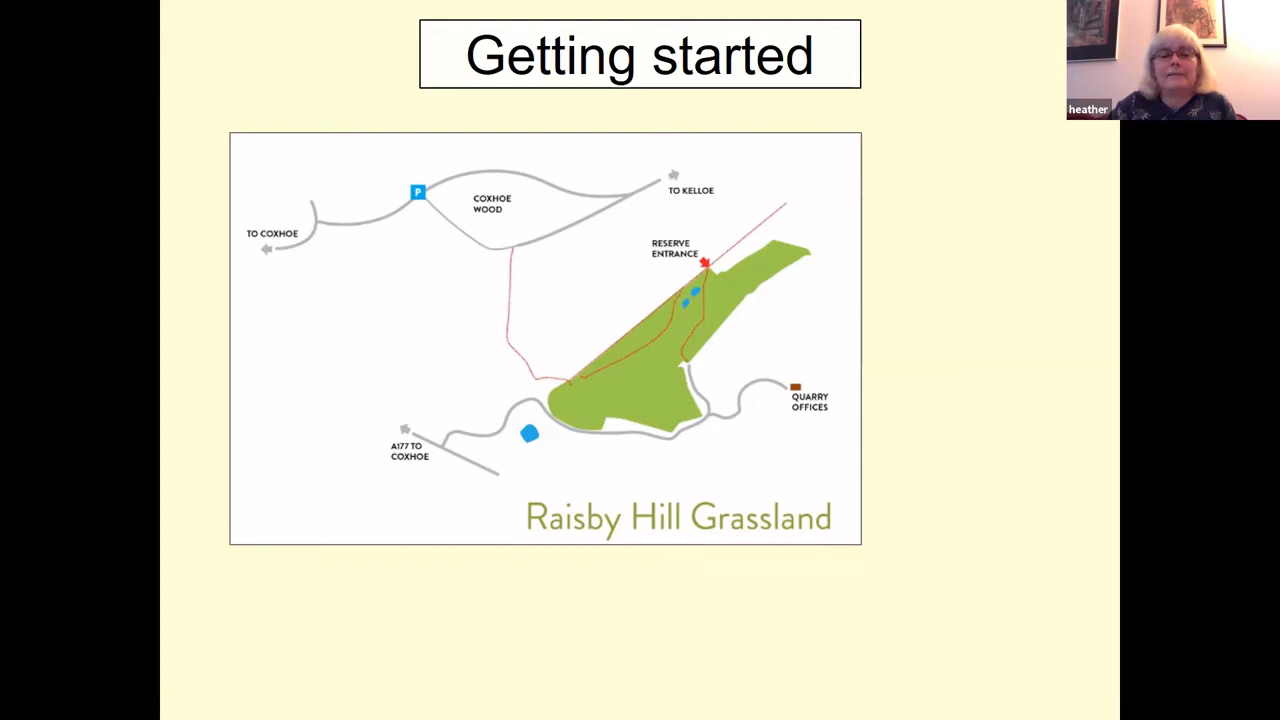 Getting started
heather
P
COXHOE
WOOD
TO KELLOE
TO COXHOE
RESERVE
ENTRANCE
QUARRY
OFFICES
A177 TO
COXHOE
Raisby Hill Grassland